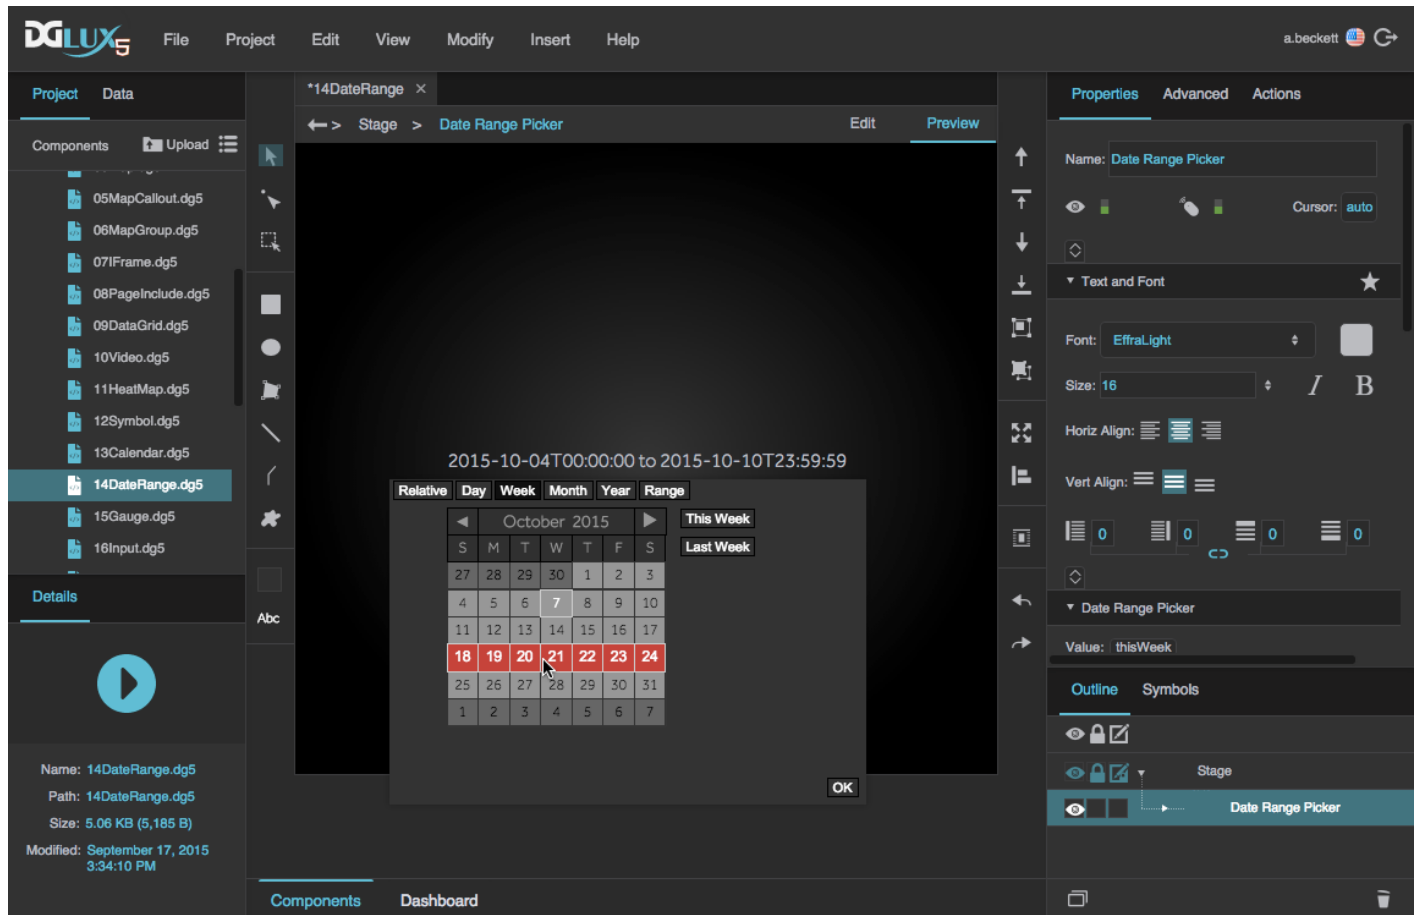 DGLUX5
File Project Edit View Modify Insert Help
a.beckett
Project Data
Components Upload
05MapCallout.dg5
06MapGroup.dg5
07IFrame.dg5
08PageInclude.dg5
09DataGrid.dg5
10Video.dg5
11HeatMap.dg5
12Symbol.dg5
13Calendar.dg5
14DateRange.dg5
15Gauge.dg5
16Input.dg5
Details
Name: 14DateRange.dg5
Path: 14DateRange.dg5
Size: 5.06 KB (5,185 B)
Modified: September 17, 2015
3:34:10 PM
Abc
*14DateRange ×
> Stage > Date Range Picker Edit Preview
2015-10-04T00:00:00 to 2015-10-10T23:59:59
Relative Day Week Month Year Range
October 2015 This Week
S M T W T F S Last Week
27 28 29 30 1 2 3
4 5 6 7 8 9 10
11 12 13 14 15 16 17
18 19 20 21 22 23 24
25 26 27 28 29 30 31
1 2 3 4 5 6 7
OK
Components Dashboard
Properties Advanced Actions
Name: Date Range Picker
Cursor: auto
Text and Font
Font: EffraLight
Size: 16 I B
Horiz Align:
Vert Align:
0 0 0 0
Date Range Picker
Value: thisWeek
Outline Symbols
Stage
Date Range Picker